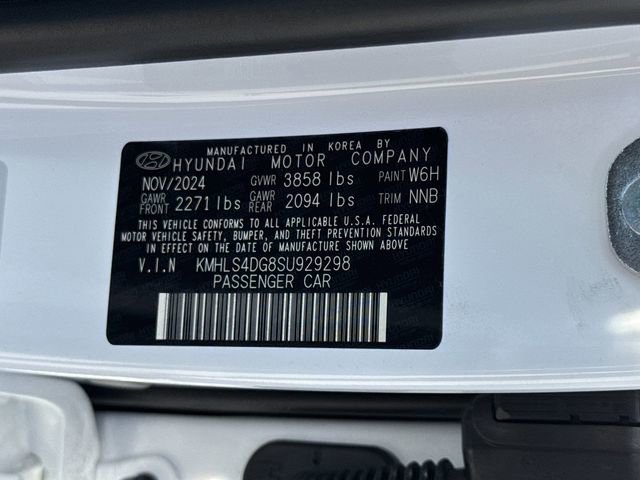 MANUFACTURED IN KOREA BY
HYUNDAI MOTOR COMPANY
NOV/2024 GVWR 3858 lbs PAINT W6H
GAWR FRONT 2271 lbs GAWR REAR 2094 lbs TRIM NNB
THIS VEHICLE CONFORMS TO ALL APPLICABLE U.S.A. FEDERAL
MOTOR VEHICLE SAFETY, BUMPER, AND THEFT PREVENTION STANDARDS
IN EFFECT ON THE DATE OF MANUFACTURE SHOWN ABOVE.
V.I.N KMHLS4DG8SU929298
PASSENGER CAR